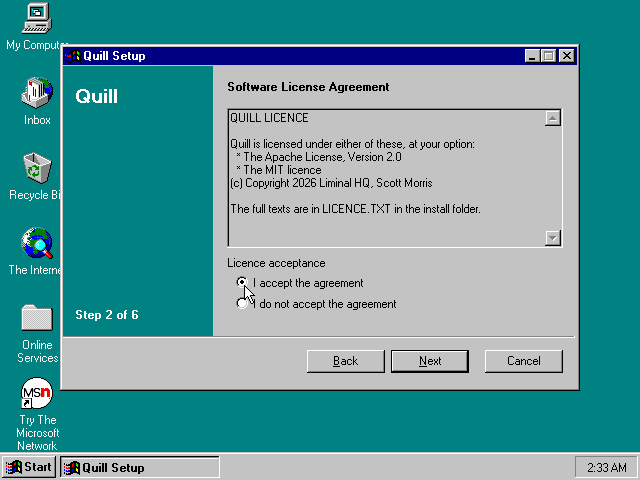 My Computer
Inbox
Recycle Bi
The Interne
Online
Services
MSn
Try The
Microsoft
Network
Quill Setup
Quill
Step 2 of 6
Software License Agreement
QUILL LICENCE
Quill is licensed under either of these, at your option:
* The Apache License, Version 2.0
* The MIT licence
(c) Copyright 2026 Liminal HQ, Scott Morris
The full texts are in LICENCE.TXT in the install folder.
Licence acceptance
I accept the agreement
I do not accept the agreement
Back
Next
Cancel
Start
Quill Setup
2:33 AM